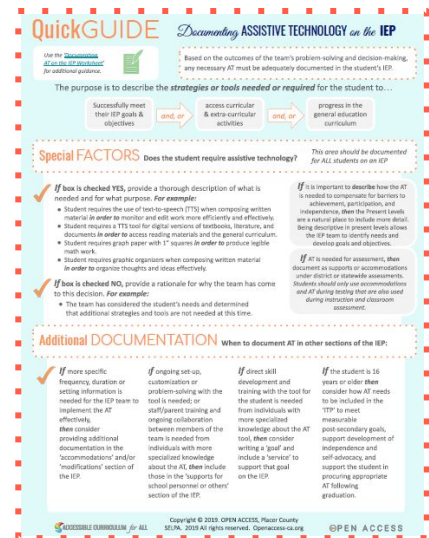 QuickGUIDE
Documenting ASSISTIVE TECHNOLOGY on the IEP
Use the 'Documenting
AT on the IEP Worksheet'
for additional guidance.
Based on the outcomes of the team's problem-solving and decision-making,
any necessary AT must be adequately documented in the student's IEP.
The purpose is to describe the strategies or tools needed or required for the student to…
Successfully meet
their IEP goals &
objectives
and, or
access curricular
& extra-curricular
activities
and, or
progress in the
general education
curriculum
Special FACTORS Does the student require assistive technology?
This area should be documented
for ALL students on an IEP
If box is checked YES, provide a thorough description of what is
needed and for what purpose. For example:
• Student requires the use of text-to-speech (TTS) when composing written
material in order to monitor and edit work more efficiently and effectively.
• Student requires a TTS tool for digital versions of textbooks, literature, and
documents in order to access reading materials and the general curriculum.
• Student requires graph paper with 1" squares in order to produce legible
math work.
• Student requires graphic organizers when composing written material
in order to organize thoughts and ideas effectively.
If box is checked NO, provide a rationale for why the team has come
to this decision. For example:
• The team has considered the student's needs and determined
that additional strategies and tools are not needed at this time.
If it is important to describe how the AT
is needed to compensate for barriers to
achievement, participation, and
independence, then the Present Levels
are a natural place to include more detail.
Being descriptive in present levels allows
the IEP team to identify needs and
develop goals and objectives.
If AT is needed for assessment, then
document as supports or accommodations
under district or statewide assessments.
Students should only use accommodations
and AT during testing that are also used
during instruction and classroom
assessment.
Additional DOCUMENTATION When to document AT in other sections of the IEP:
If more specific
frequency, duration or
setting information is
needed for the IEP team to
implement the AT
effectively,
then consider
providing additional
documentation in the
'accommodations' and/or
'modifications' section of
the IEP.
If ongoing set-up,
customization or
problem-solving with the
tool is needed; or
staff/parent training and
ongoing collaboration
between members of the
team is needed from
individuals with more
specialized knowledge
about the AT, then include
those in the 'supports for
school personnel or others'
section of the IEP.
If direct skill
development and
training with the tool for
the student is needed
from individuals with
more specialized
knowledge about the AT
tool, then consider
writing a 'goal' and
include a 'service' to
support that goal
on the IEP.
If the student is 16
years or older then
consider how AT needs
to be included in the
'ITP' to meet
measurable
post-secondary goals,
support development of
independence and
self-advocacy, and
support the student in
procuring appropriate
AT following
graduation.
ACCESSIBLE CURRICULUM for ALL
Copyright © 2019. OPEN ACCESS, Placer County
SELPA. 2019 All rights reserved. Openaccess-ca.org
OPEN ACCESS